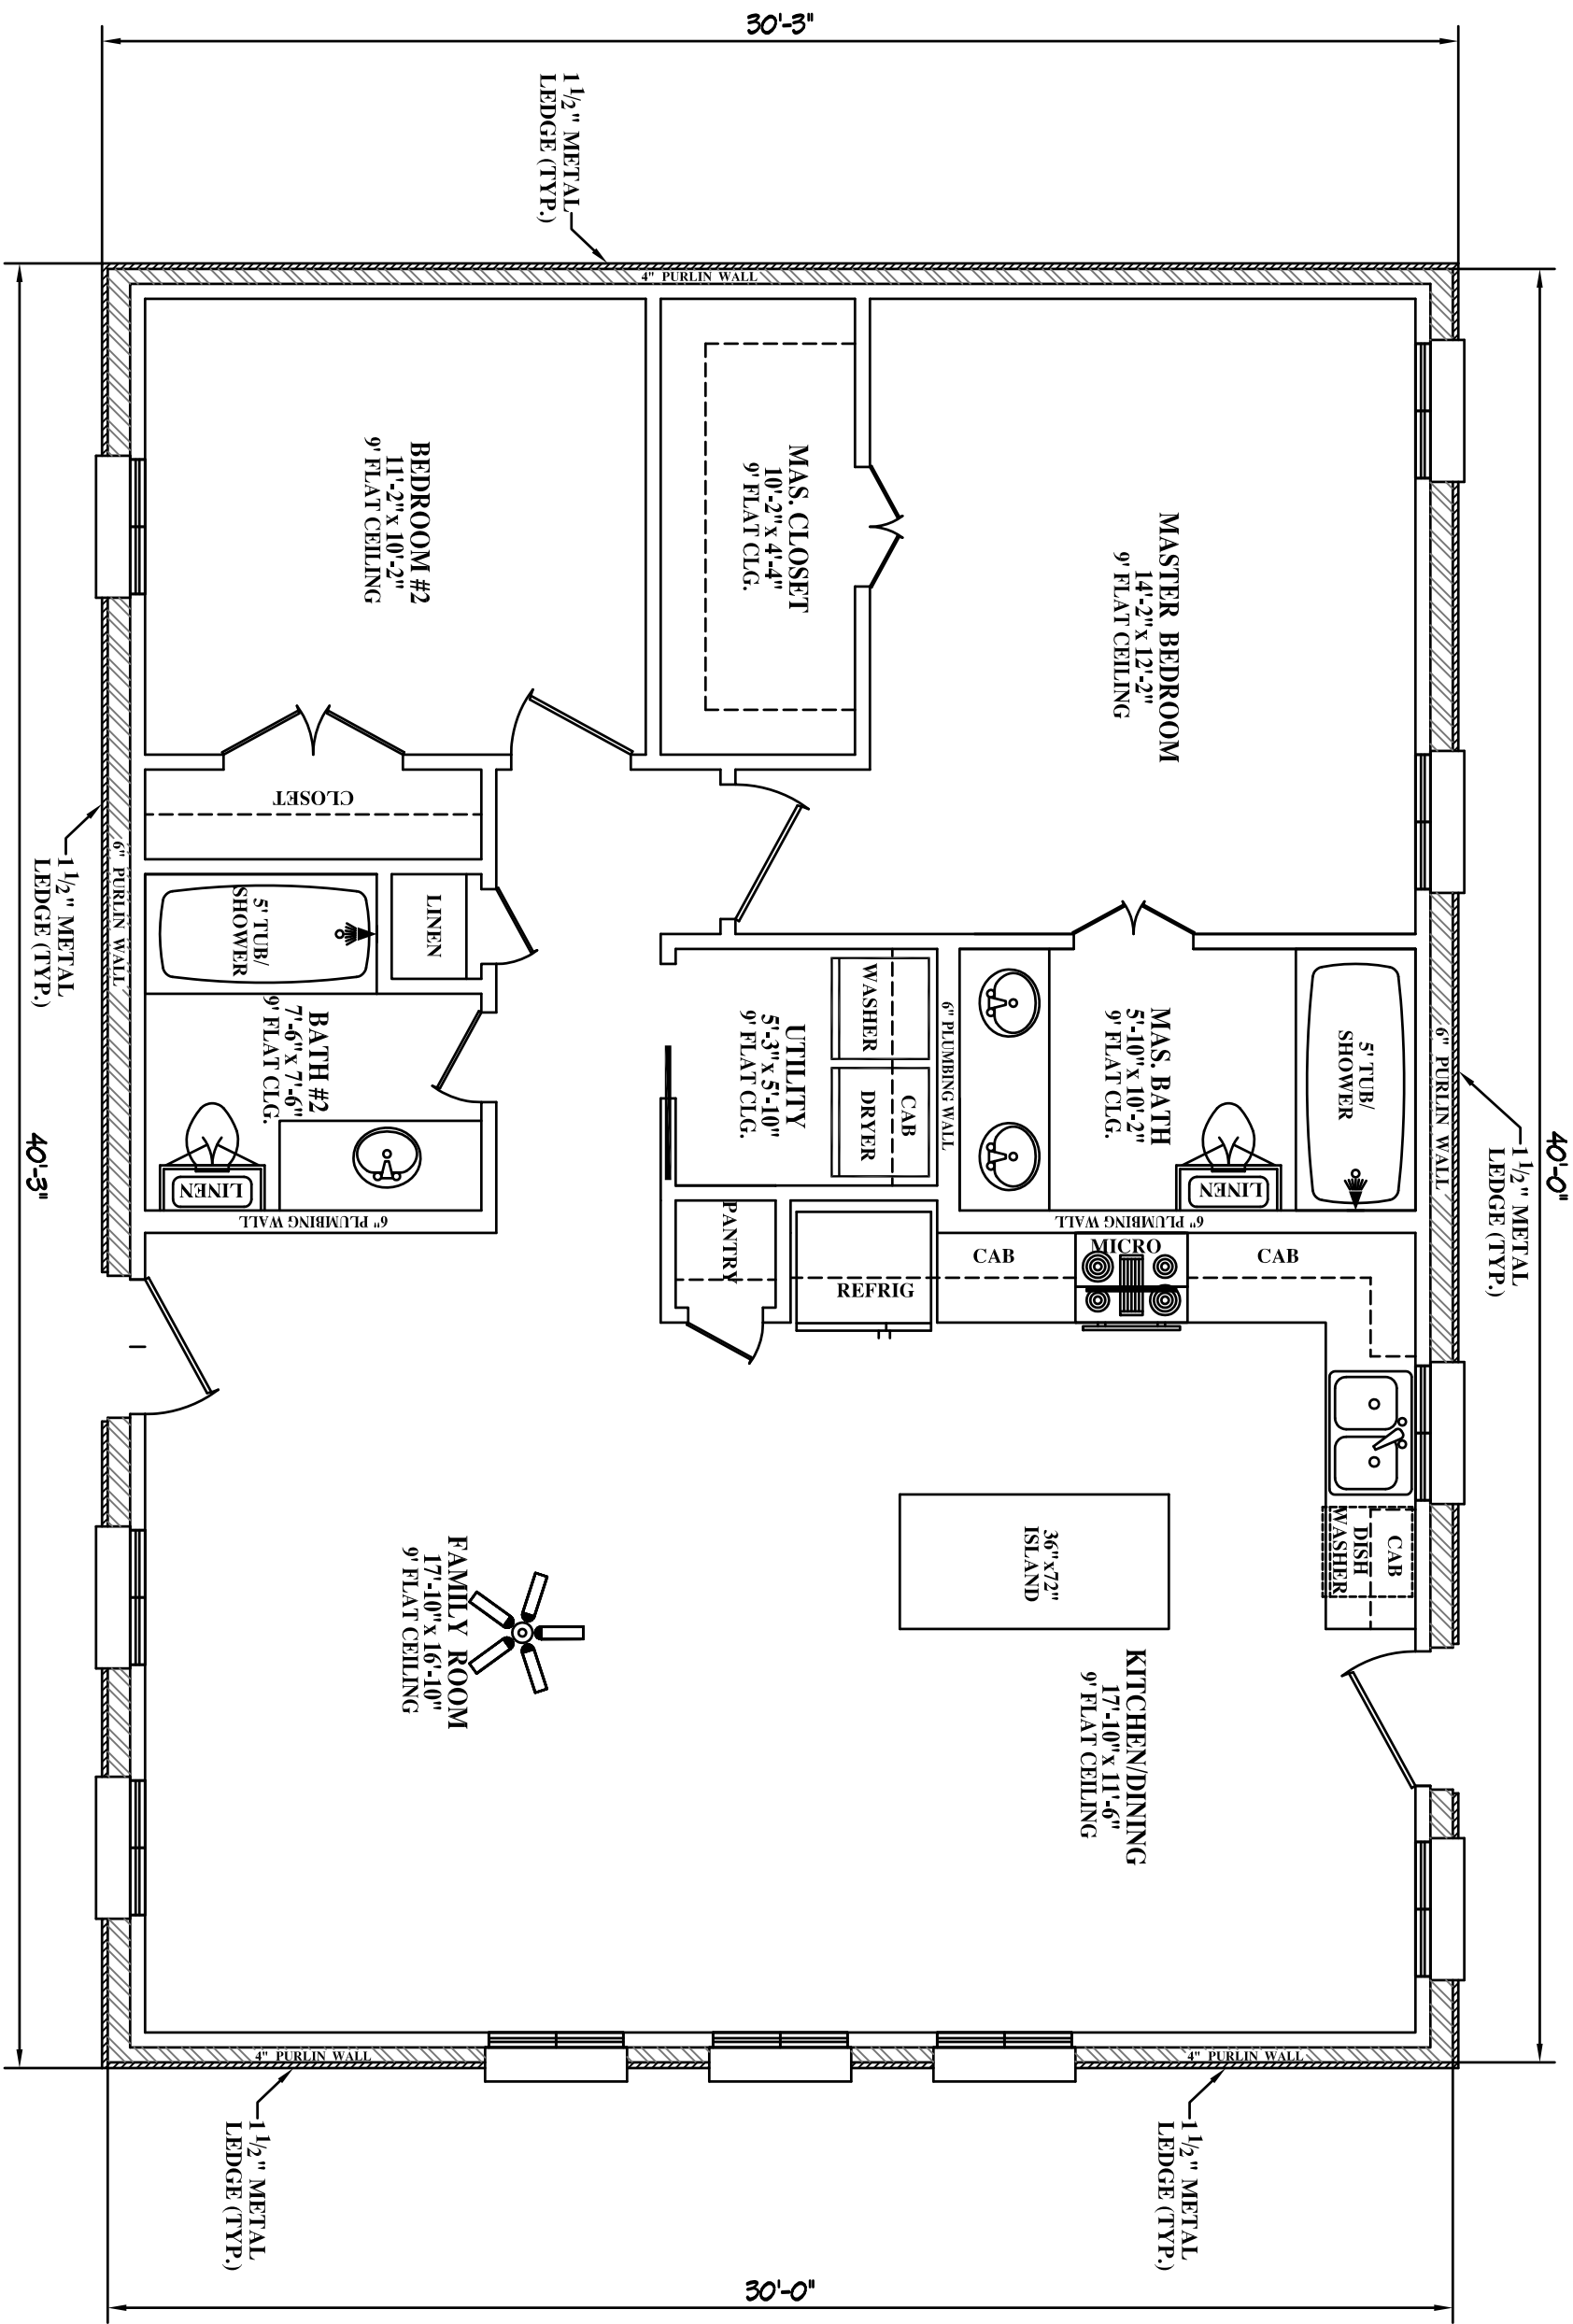 40'-0"
1 1/2" METAL
LEDGE (TYP.)
30'-3"
1 1/2" METAL
LEDGE (TYP.)
4" PURLIN WALL
6" PURLIN WALL
MASTER BEDROOM
14'-2" x 12'-2"
9' FLAT CEILING
5' TUB/
SHOWER
LINEN
MAS. BATH
5'-10" x 10'-2"
9' FLAT CLG.
6" PLUMBING WALL
6" PLUMBING WALL
CAB
MICRO
CAB
REFRIG
PANTRY
CAB
DISH
WASHER
KITCHEN/DINING
17'-10" x 11'-6"
9' FLAT CEILING
36"x72"
ISLAND
MAS. CLOSET
10'-2" x 4'-4"
9' FLAT CLG.
CAB
WASHER
DRYER
UTILITY
5'-3" x 5'-10"
9' FLAT CLG.
BEDROOM #2
11'-2" x 10'-2"
9' FLAT CEILING
CLOSET
LINEN
5' TUB/
SHOWER
BATH #2
7'-6" x 7'-6"
9' FLAT CLG.
LINEN
6" PLUMBING WALL
FAMILY ROOM
17'-10" x 16'-10"
9' FLAT CEILING
6" PURLIN WALL
4" PURLIN WALL
4" PURLIN WALL
1 1/2" METAL
LEDGE (TYP.)
1 1/2" METAL
LEDGE (TYP.)
30'-0"
1 1/2" METAL
LEDGE (TYP.)
40'-3"